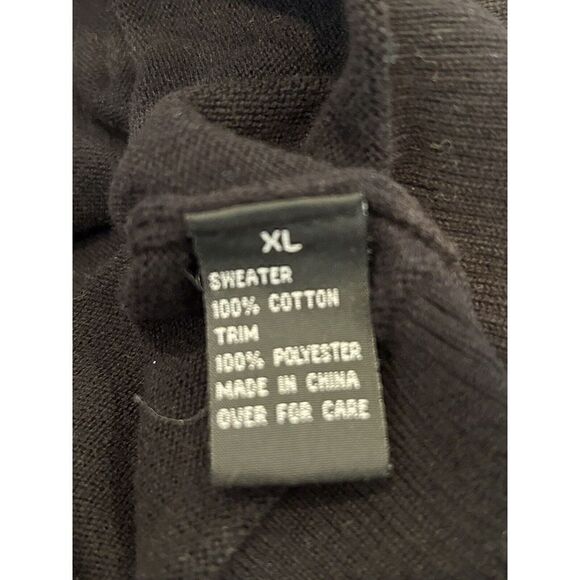 XL
SWEATER
100% COTTON
TRIM
100% POLYESTER
MADE IN CHINA
OVER FOR CARE